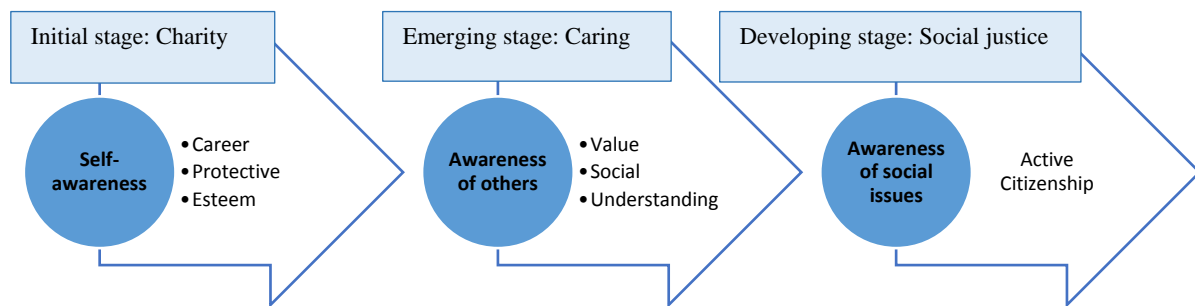 Initial stage: Charity
Self-
awareness
• Career
• Protective
• Esteem
Emerging stage: Caring
Awareness
of others
• Value
• Social
• Understanding
Developing stage: Social justice
Awareness
of social
issues
Active
Citizenship